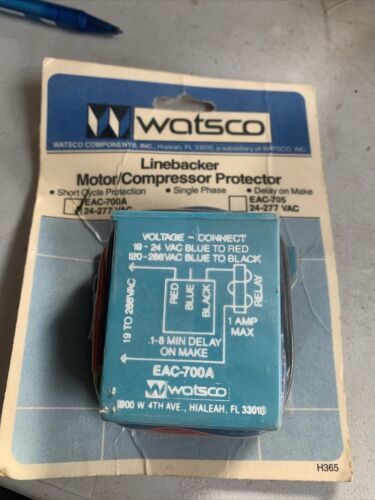 Watsco
WATSCO COMPONENTS, INC., Hialeah, FL 33010, a subsidiary of WATSCO, INC.
Linebacker
Motor/Compressor Protector
• Short Cycle Protection • Single Phase • Delay on Make
EAC-700A EAC-705
24-277 VAC 24-277 VAC
VOLTAGE - CONNECT
19 - 24 VAC BLUE TO RED
120-288VAC BLUE TO BLACK
19 TO 288VAC
RED
BLUE
BLACK
RELAY
1 AMP
MAX
.1-8 MIN DELAY
ON MAKE
EAC-700A
Watsco
1800 W 4TH AVE., HIALEAH, FL 33010
H365